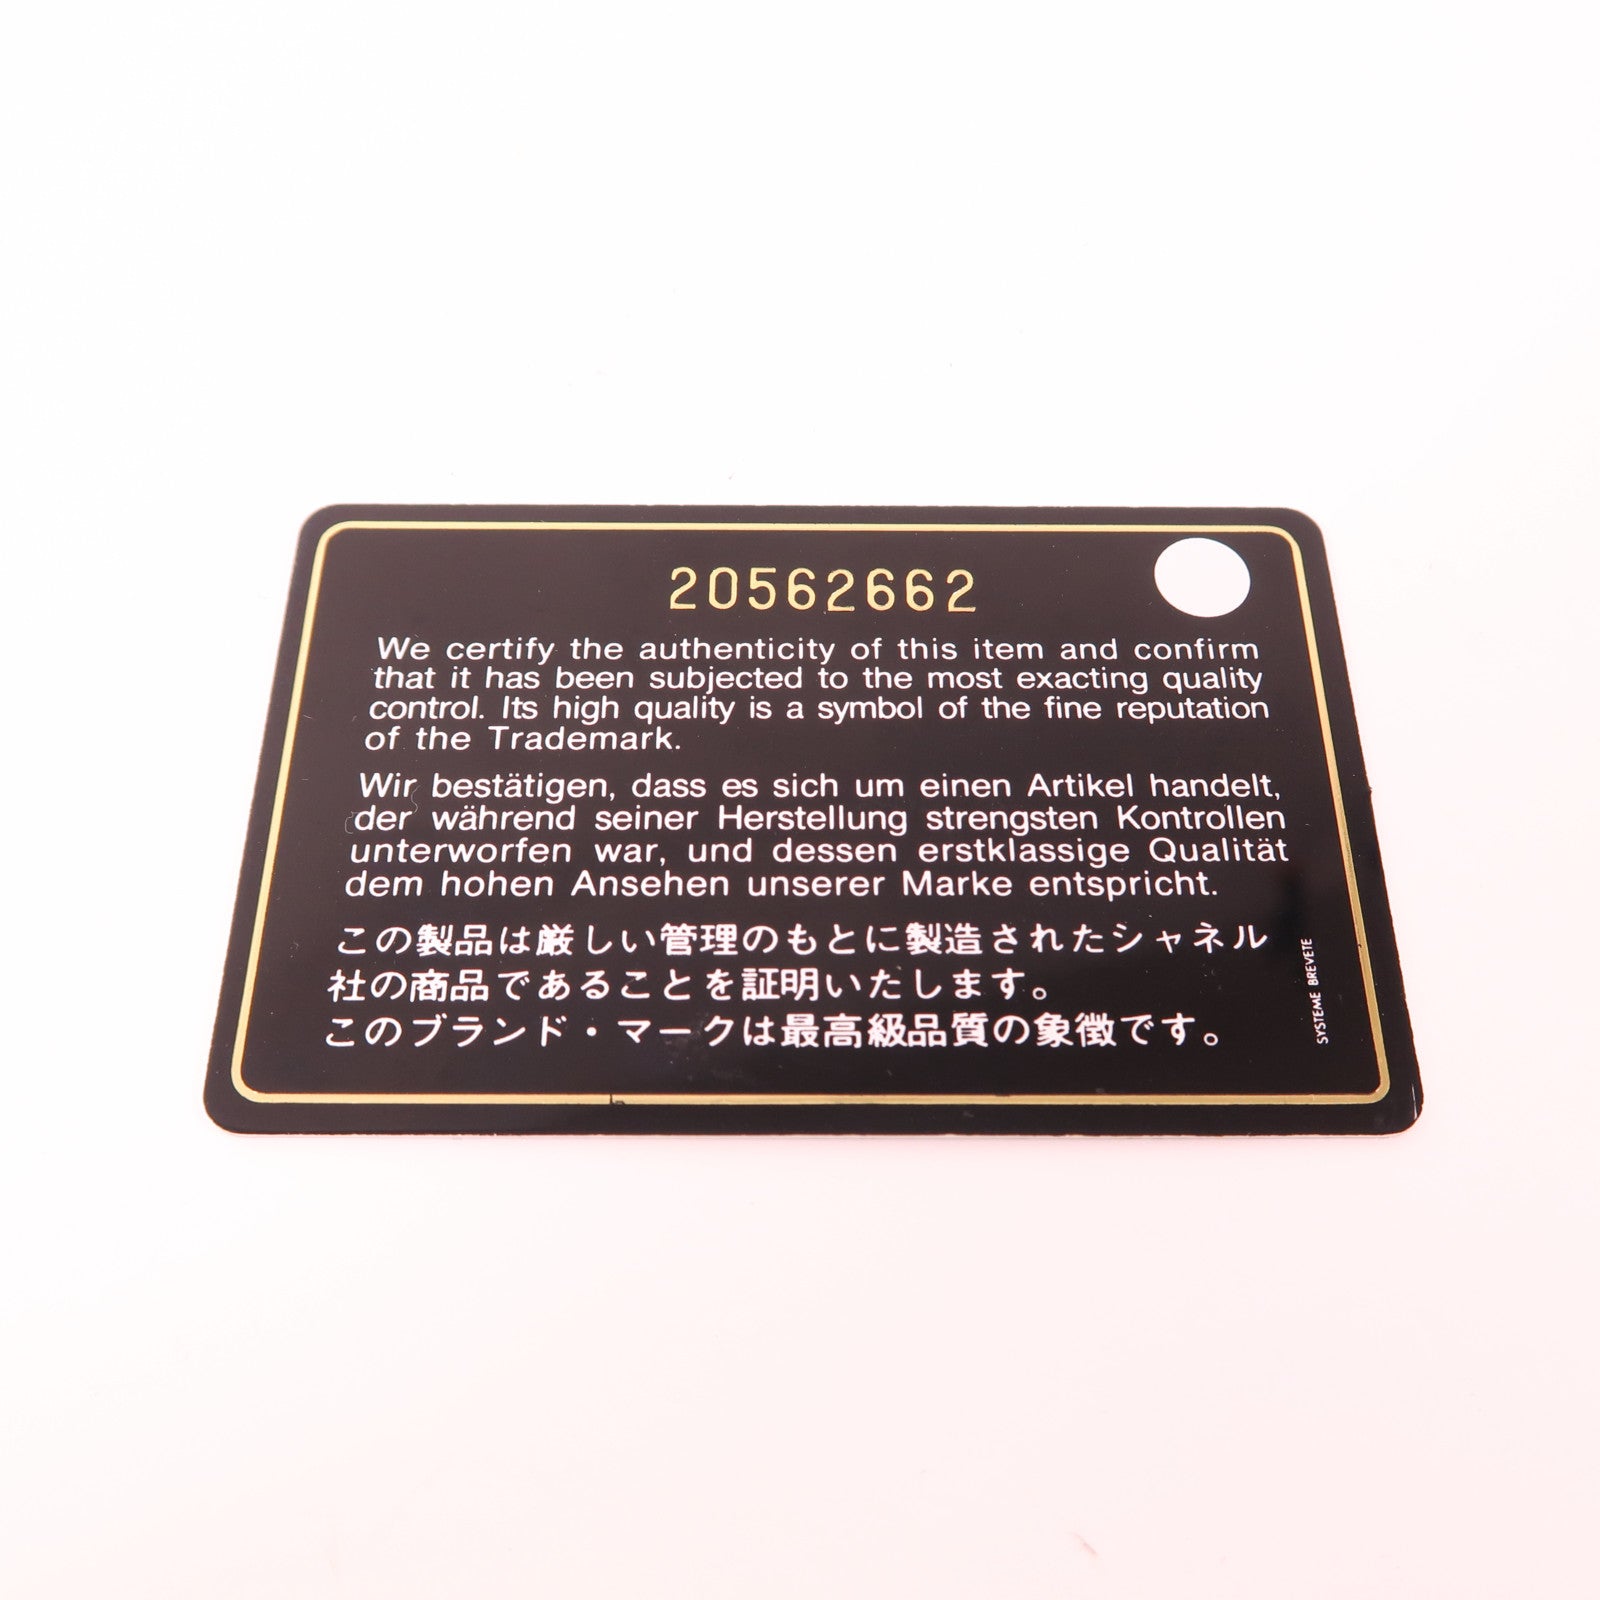 20562662
We certify the authenticity of this item and confirm
that it has been subjected to the most exacting quality
control. Its high quality is a symbol of the fine reputation
of the Trademark.
Wir bestätigen, dass es sich um einen Artikel handelt,
der während seiner Herstellung strengsten Kontrollen
unterworfen war, und dessen erstklassige Qualität
dem hohen Ansehen unserer Marke entspricht.
この製品は厳しい管理のもとに製造されたシャネル
社の商品であることを証明いたします。
このブランド・マークは最高級品質の象徴です。
SYSTEME BREVETE